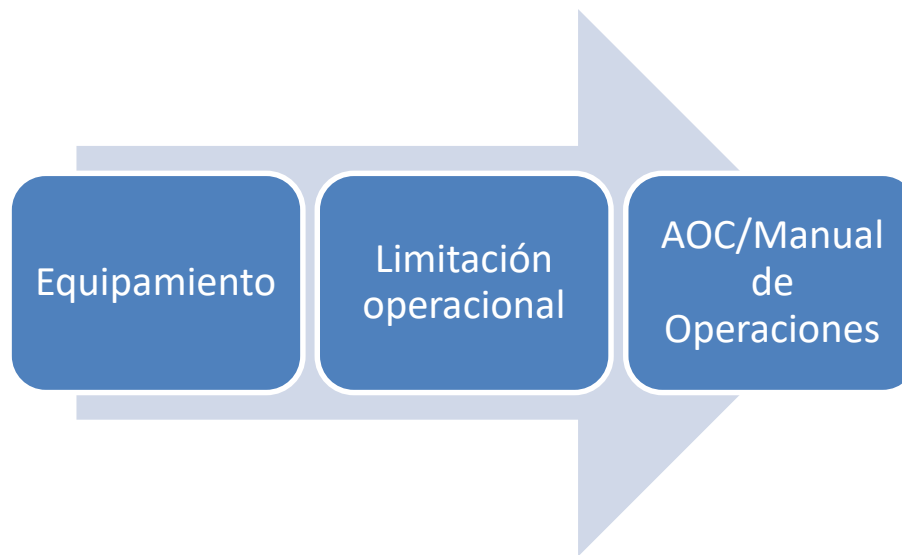 Equipamiento
Limitación
operacional
AOC/Manual
de
Operaciones